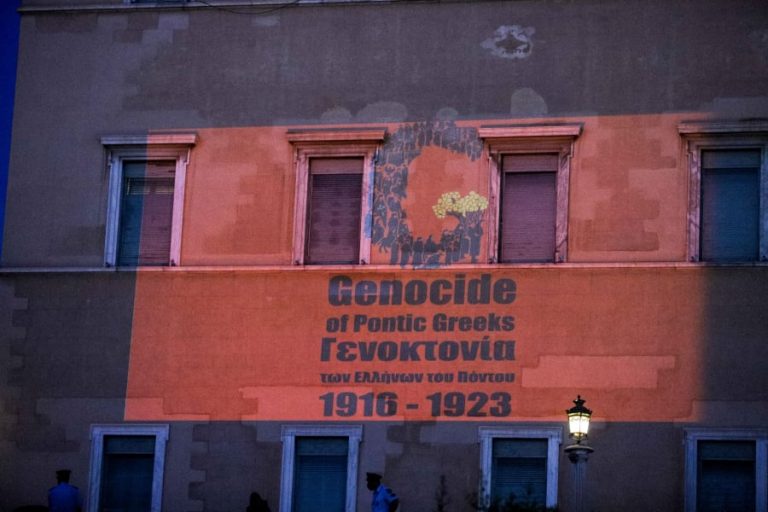 Genocide
of Pontic Greeks
Γενοκτονία
των Ελλήνων του Πόντου
1916 - 1923